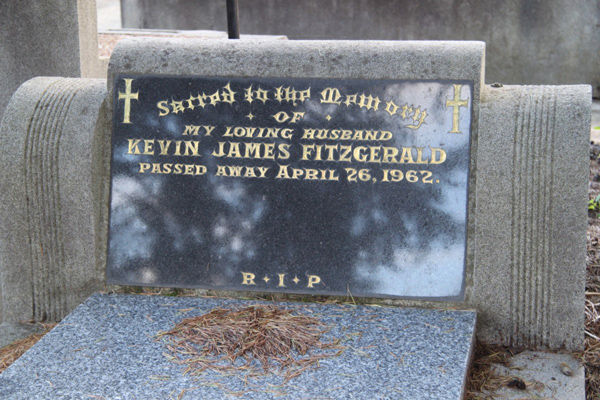 Sacred to the Memory
OF
MY LOVING HUSBAND
KEVIN JAMES FITZGERALD
PASSED AWAY APRIL 26, 1962.
R · I · P